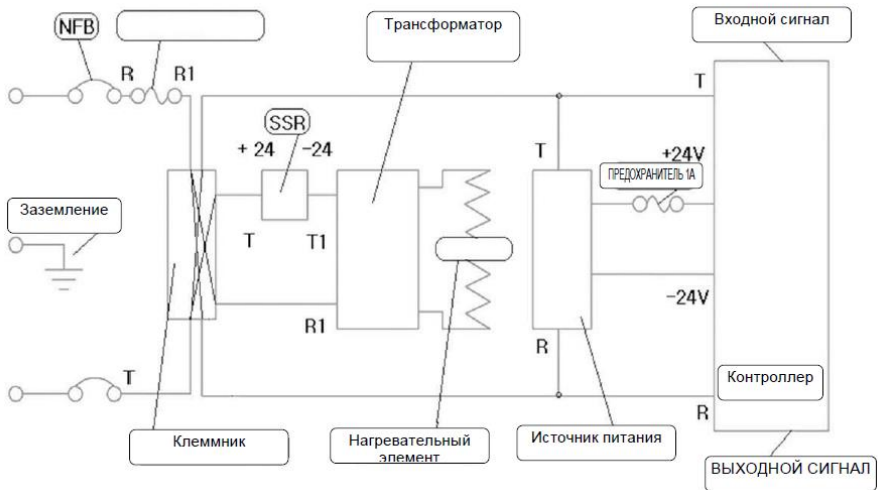 NFB
Трансформатор
Входной сигнал
R
R1
T
SSR
+ 24
-24
T
+24V
ПРЕДОХРАНИТЕЛЬ 1А
Заземление
T
T1
-24V
R1
R
T
Контроллер
R
Клеммник
Нагревательный
элемент
Источник питания
ВЫХОДНОЙ СИГНАЛ